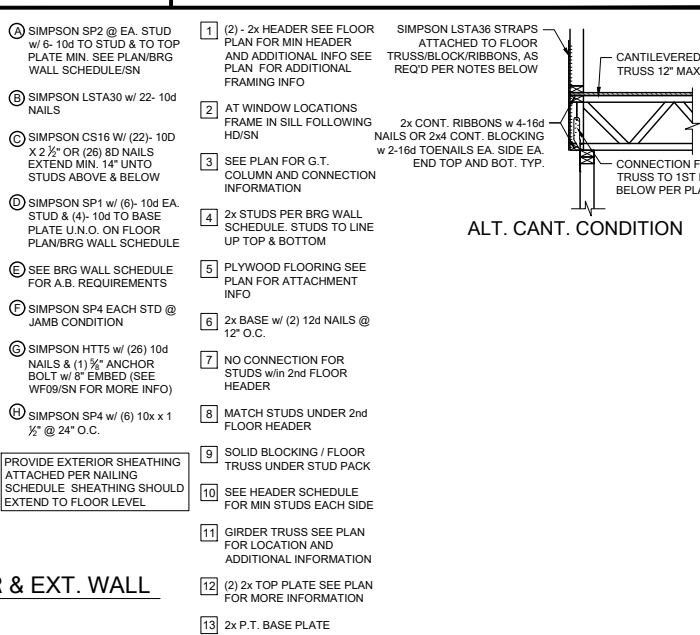 A SIMPSON SP2 @ EA. STUD
w/ 6- 10d TO STUD & TO TOP
PLATE MIN. SEE PLAN/BRG
WALL SCHEDULE/SN
B SIMPSON LSTA30 w/ 22- 10d
NAILS
C SIMPSON CS16 W/ (22)- 10D
X 2 ½" OR (26) 8D NAILS
EXTEND MIN. 14" UNTO
STUDS ABOVE & BELOW
D SIMPSON SP1 w/ (6)- 10d EA.
STUD & (4)- 10d TO BASE
PLATE U.N.O. ON FLOOR
PLAN/BRG WALL SCHEDULE
E SEE BRG WALL SCHEDULE
FOR A.B. REQUIREMENTS
F SIMPSON SP4 EACH STD @
JAMB CONDITION
G SIMPSON HTT5 w/ (26) 10d
NAILS & (1) ⅝" ANCHOR
BOLT w/ 8" EMBED (SEE
WF09/SN FOR MORE INFO)
H SIMPSON SP4 w/ (6) 10x x 1
½" @ 24" O.C.
PROVIDE EXTERIOR SHEATHING
ATTACHED PER NAILING
SCHEDULE SHEATHING SHOULD
EXTEND TO FLOOR LEVEL
R & EXT. WALL
1 (2) - 2x HEADER SEE FLOOR
PLAN FOR MIN HEADER
AND ADDITIONAL INFO SEE
PLAN FOR ADDITIONAL
FRAMING INFO
2 AT WINDOW LOCATIONS
FRAME IN SILL FOLLOWING
HD/SN
3 SEE PLAN FOR G.T.
COLUMN AND CONNECTION
INFORMATION
4 2x STUDS PER BRG WALL
SCHEDULE. STUDS TO LINE
UP TOP & BOTTOM
5 PLYWOOD FLOORING SEE
PLAN FOR ATTACHMENT
INFO
6 2x BASE w/ (2) 12d NAILS @
12" O.C.
7 NO CONNECTION FOR
STUDS w/in 2nd FLOOR
HEADER
8 MATCH STUDS UNDER 2nd
FLOOR HEADER
9 SOLID BLOCKING / FLOOR
TRUSS UNDER STUD PACK
10 SEE HEADER SCHEDULE
FOR MIN STUDS EACH SIDE
11 GIRDER TRUSS SEE PLAN
FOR LOCATION AND
ADDITIONAL INFORMATION
12 (2) 2x TOP PLATE SEE PLAN
FOR MORE INFORMATION
13 2x P.T. BASE PLATE
SIMPSON LSTA36 STRAPS
ATTACHED TO FLOOR
TRUSS/BLOCK/RIBBONS, AS
REQ'D PER NOTES BELOW
2x CONT. RIBBONS w 4-16d
NAILS OR 2x4 CONT. BLOCKING
w 2-16d TOENAILS EA. SIDE EA.
END TOP AND BOT. TYP.
CANTILEVERED
TRUSS 12" MAX
CONNECTION F
TRUSS TO 1ST
BELOW PER PLA
ALT. CANT. CONDITION